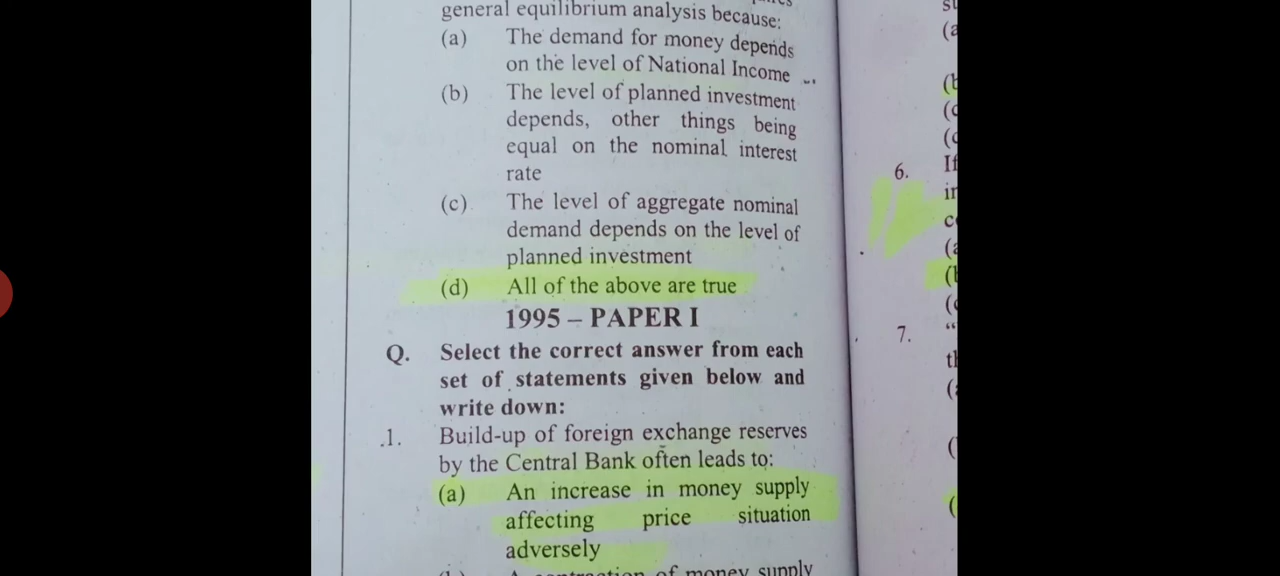 general equilibrium analysis because:
(a) The demand for money depends
on the level of National Income
(b) The level of planned investment
depends, other things being
equal on the nominal interest
rate
(c) The level of aggregate nominal
demand depends on the level of
planned investment
(d) All of the above are true
1995 – PAPER I
Q. Select the correct answer from each
set of statements given below and
write down:
1. Build-up of foreign exchange reserves
by the Central Bank often leads to:
(a) An increase in money supply
affecting price situation
adversely
of money supply
6. If
7. "